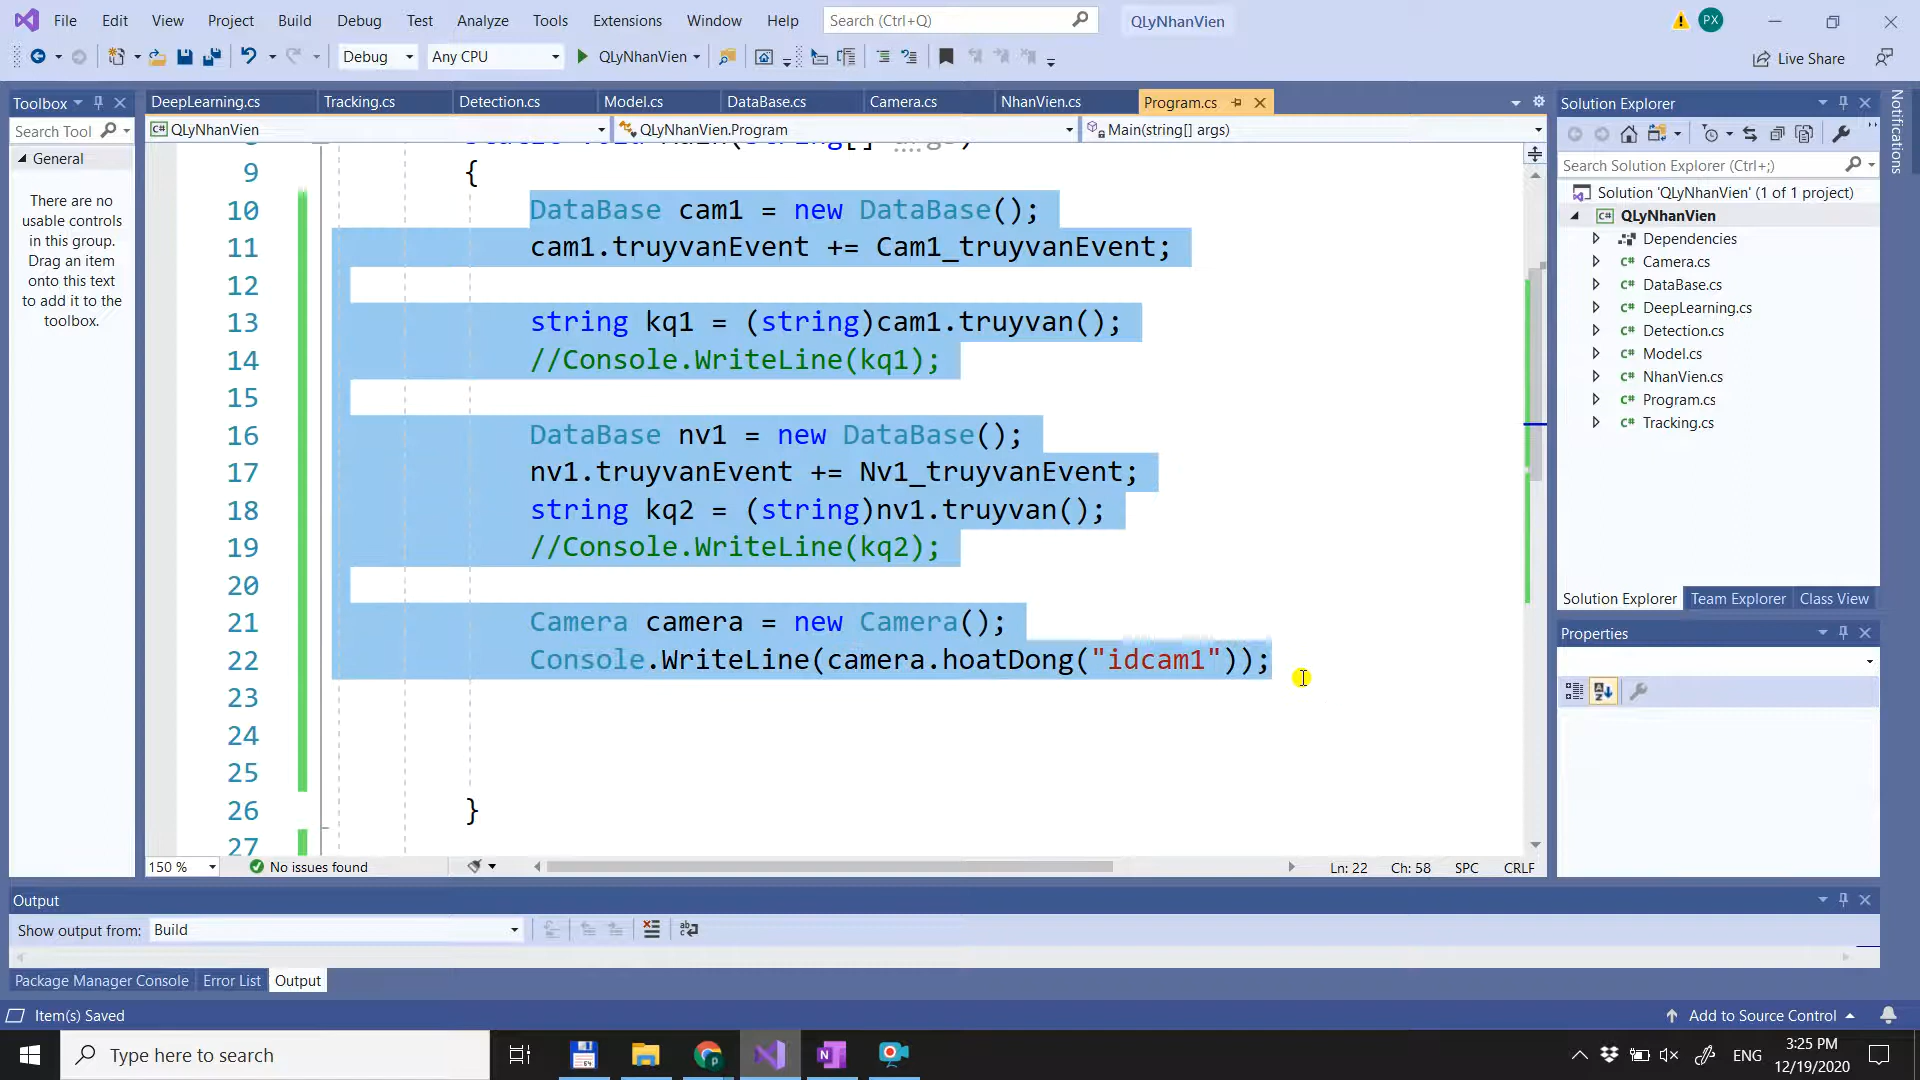 File Edit View Project Build Debug Test Analyze Tools Extensions Window Help Search (Ctrl+Q) QLyNhanVien PX
Debug Any CPU QLyNhanVien Live Share
Toolbox
Search Tool
General
There are no
usable controls
in this group.
Drag an item
onto this text
to add it to the
toolbox.
DeepLearning.cs Tracking.cs Detection.cs Model.cs DataBase.cs Camera.cs NhanVien.cs Program.cs
QLyNhanVien QLyNhanVien.Program Main(string[] args)
9 {
10 DataBase cam1 = new DataBase();
11 cam1.truyvanEvent += Cam1_truyvanEvent;
12
13 string kq1 = (string)cam1.truyvan();
14 //Console.WriteLine(kq1);
15
16 DataBase nv1 = new DataBase();
17 nv1.truyvanEvent += Nv1_truyvanEvent;
18 string kq2 = (string)nv1.truyvan();
19 //Console.WriteLine(kq2);
20
21 Camera camera = new Camera();
22 Console.WriteLine(camera.hoatDong("idcam1"));
23
24
25
26 }
27
150 % No issues found Ln: 22 Ch: 58 SPC CRLF
Solution Explorer
Search Solution Explorer (Ctrl+;)
Solution 'QLyNhanVien' (1 of 1 project)
C# QLyNhanVien
Dependencies
C# Camera.cs
C# DataBase.cs
C# DeepLearning.cs
C# Detection.cs
C# Model.cs
C# NhanVien.cs
C# Program.cs
C# Tracking.cs
Solution Explorer Team Explorer Class View
Properties
Notifications
Output
Show output from: Build
Package Manager Console Error List Output
Item(s) Saved Add to Source Control
Type here to search ENG 3:25 PM
12/19/2020